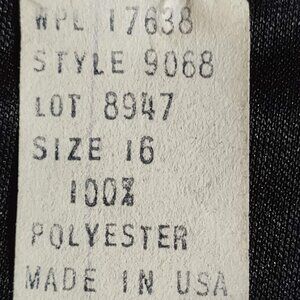 WPL 17638
STYLE 9068
LOT 8947
SIZE 16
100%
POLYESTER
MADE IN USA